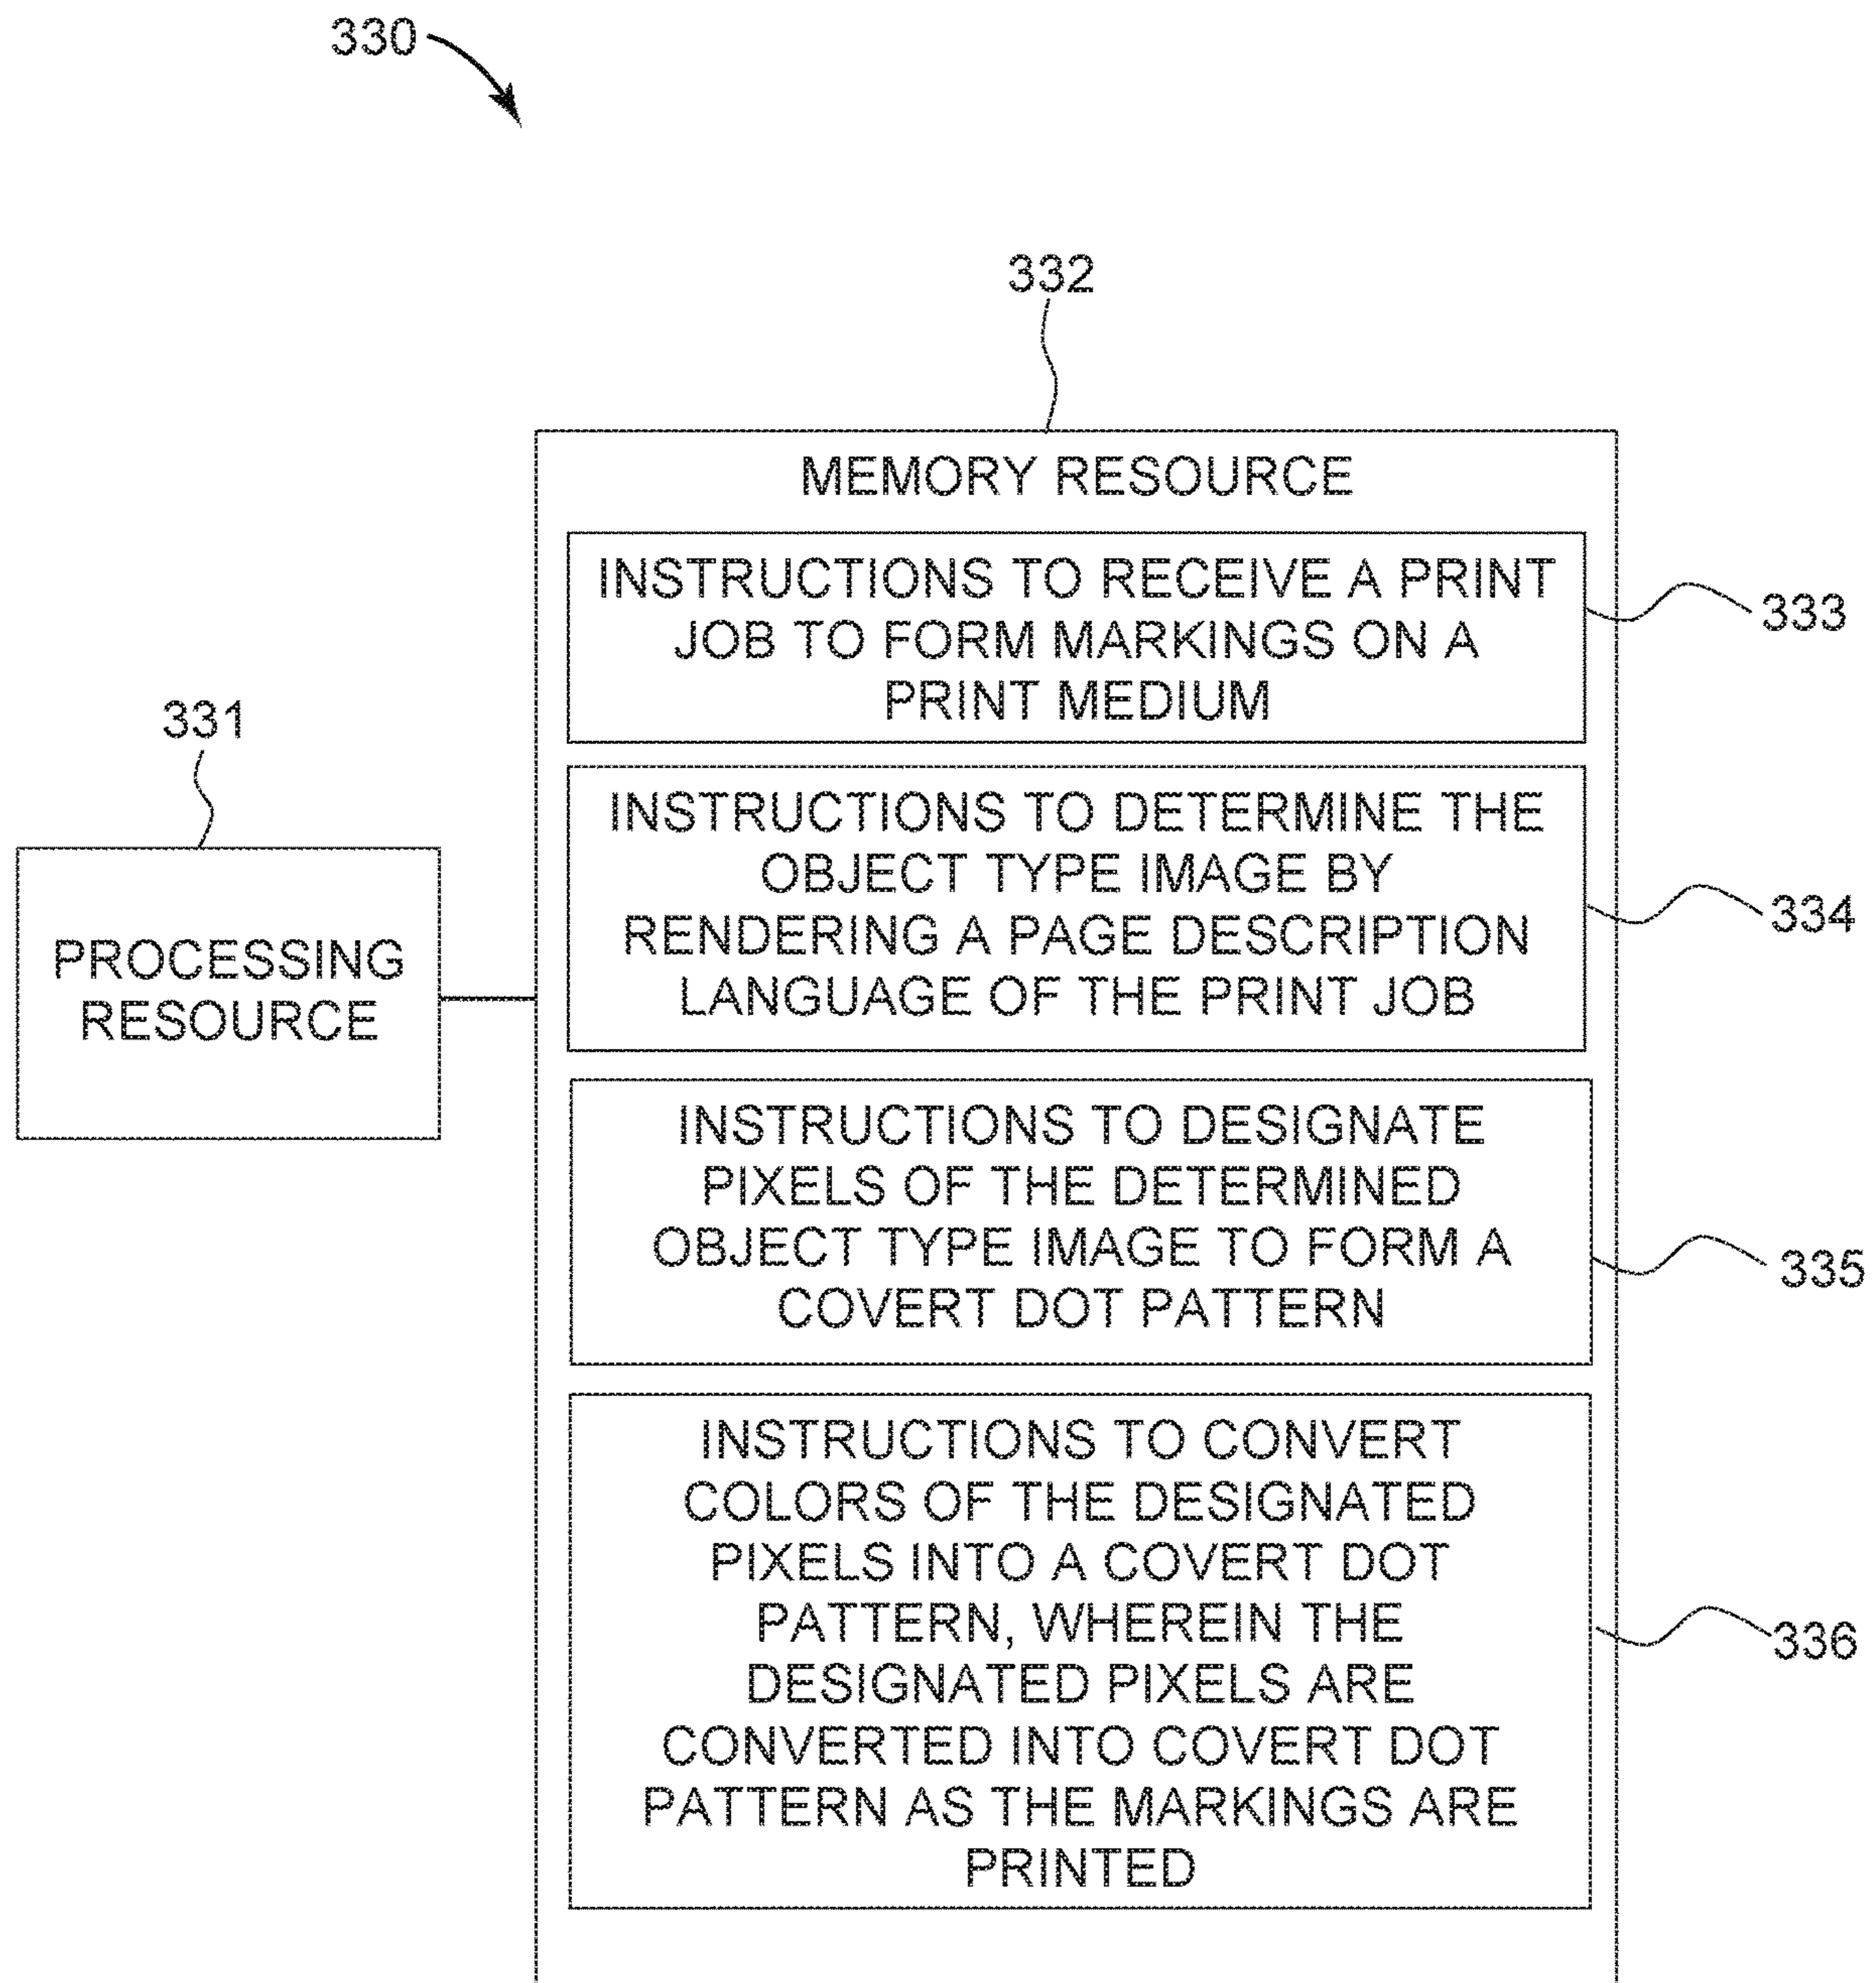 330
332
MEMORY RESOURCE
INSTRUCTIONS TO RECEIVE A PRINT
JOB TO FORM MARKINGS ON A
PRINT MEDIUM
333
331
PROCESSING
RESOURCE
INSTRUCTIONS TO DETERMINE THE
OBJECT TYPE IMAGE BY
RENDERING A PAGE DESCRIPTION
LANGUAGE OF THE PRINT JOB
334
INSTRUCTIONS TO DESIGNATE
PIXELS OF THE DETERMINED
OBJECT TYPE IMAGE TO FORM A
COVERT DOT PATTERN
335
INSTRUCTIONS TO CONVERT
COLORS OF THE DESIGNATED
PIXELS INTO A COVERT DOT
PATTERN, WHEREIN THE
DESIGNATED PIXELS ARE
CONVERTED INTO COVERT DOT
PATTERN AS THE MARKINGS ARE
PRINTED
336